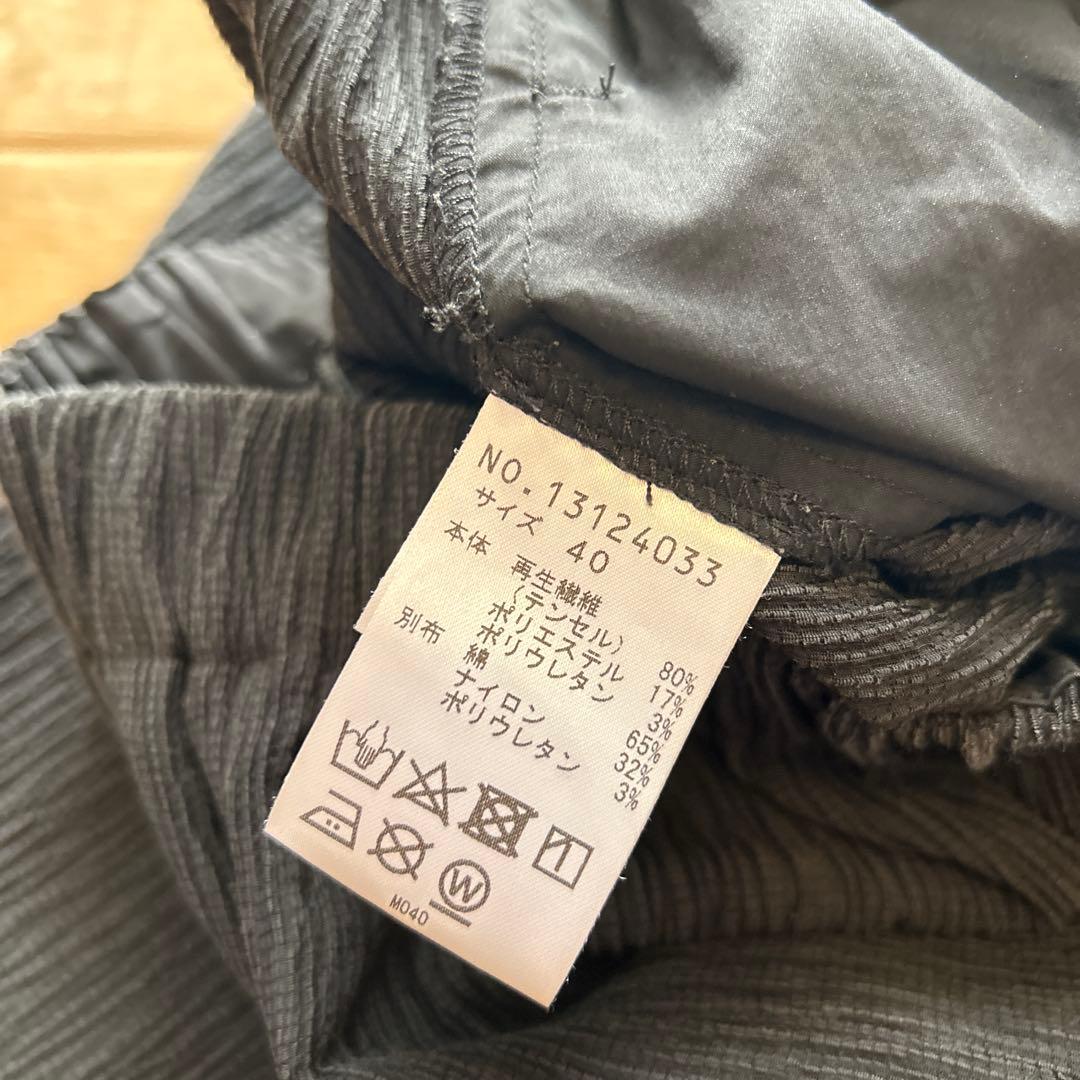 NO.13124033
サイズ 40
本体 再生繊維
(テンセル) 80%
ポリエステル 17%
ポリウレタン 3%
別布 綿 65%
ナイロン 32%
ポリウレタン 3%
W
M040